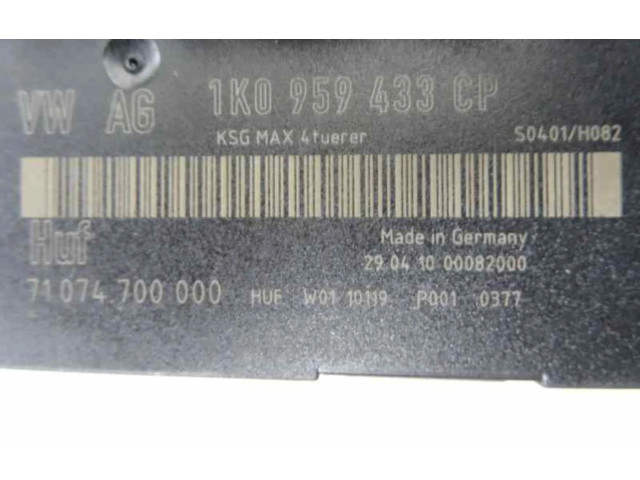 VW AG 1K0 959 433 CP
KSG MAX 4tuerer S0401/H082
Huf Made in Germany
29.04.10 00082000
71.074.700 000 HUF W01 10119 P001 0377